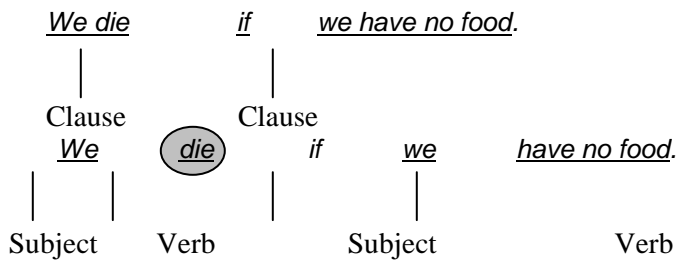 We die if we have no food.
Clause Clause
We die if we have no food.
Subject Verb Subject Verb